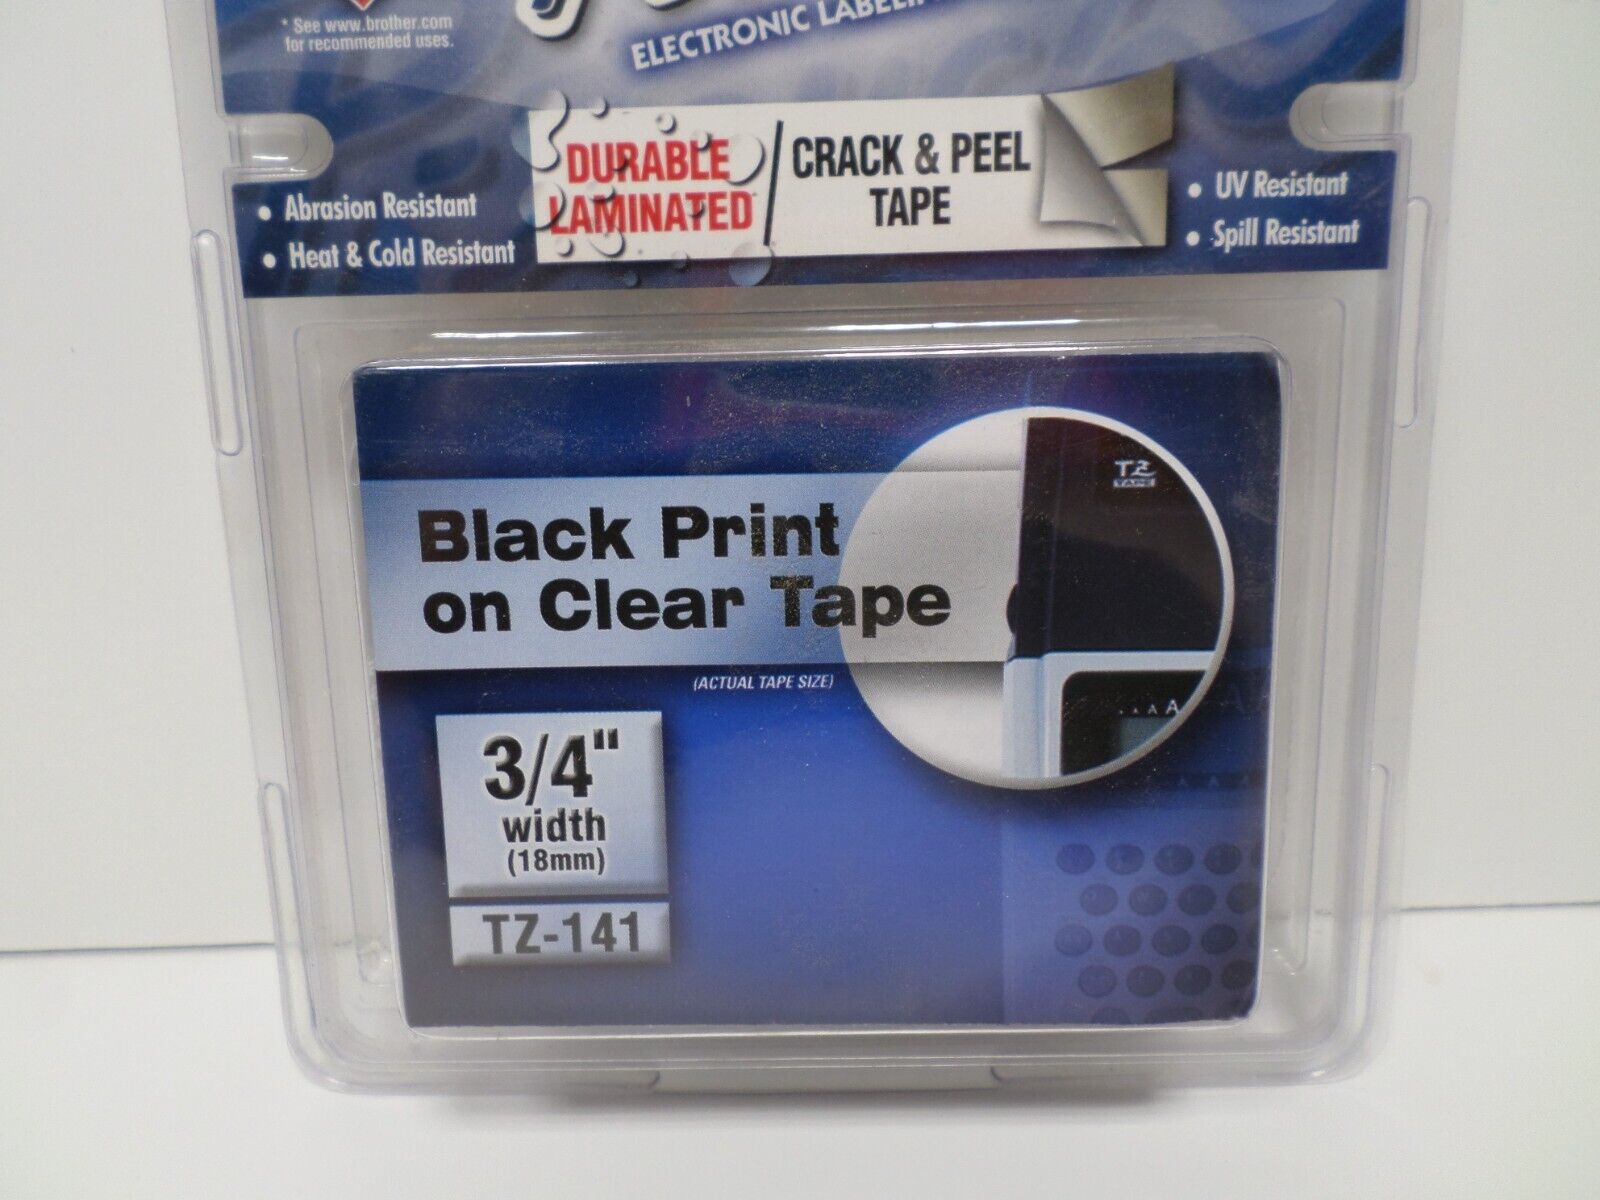 * See www.brother.com
for recommended uses.
ELECTRONIC
DURABLE
LAMINATED
CRACK & PEEL
TAPE
• Abrasion Resistant
• Heat & Cold Resistant
• UV Resistant
• Spill Resistant
TZ
TAPE
Black Print
on Clear Tape
(ACTUAL TAPE SIZE)
A A A A
3/4"
width
(18mm)
TZ-141